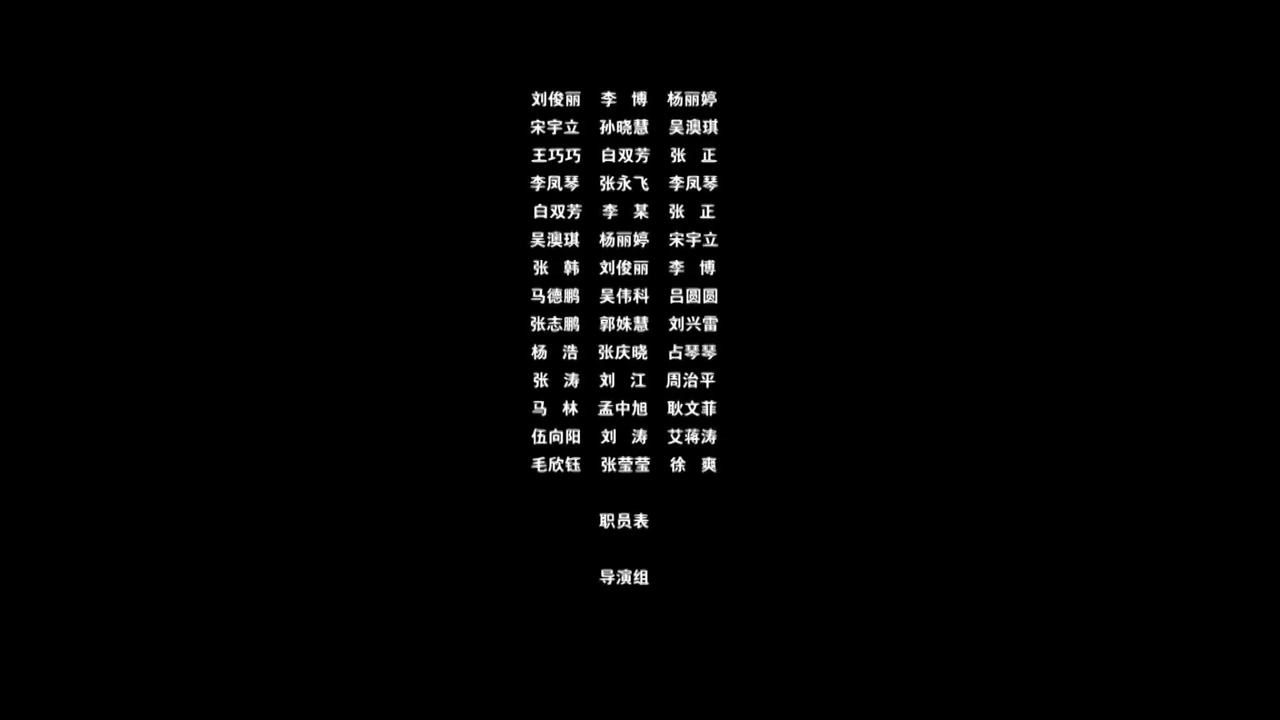 刘俊丽 李 博 杨丽婷
宋宇立 孙晓慧 吴澳琪
王巧巧 白双芳 张 正
李凤琴 张永飞 李凤琴
白双芳 李 某 张 正
吴澳琪 杨丽婷 宋宇立
张 韩 刘俊丽 李 博
马德鹏 吴伟科 吕圆圆
张志鹏 郭姝慧 刘兴雷
杨 浩 张庆晓 占琴琴
张 涛 刘 江 周治平
马 林 孟中旭 耿文菲
伍向阳 刘 涛 艾蒋涛
毛欣钰 张莹莹 徐 爽
职员表
导演组